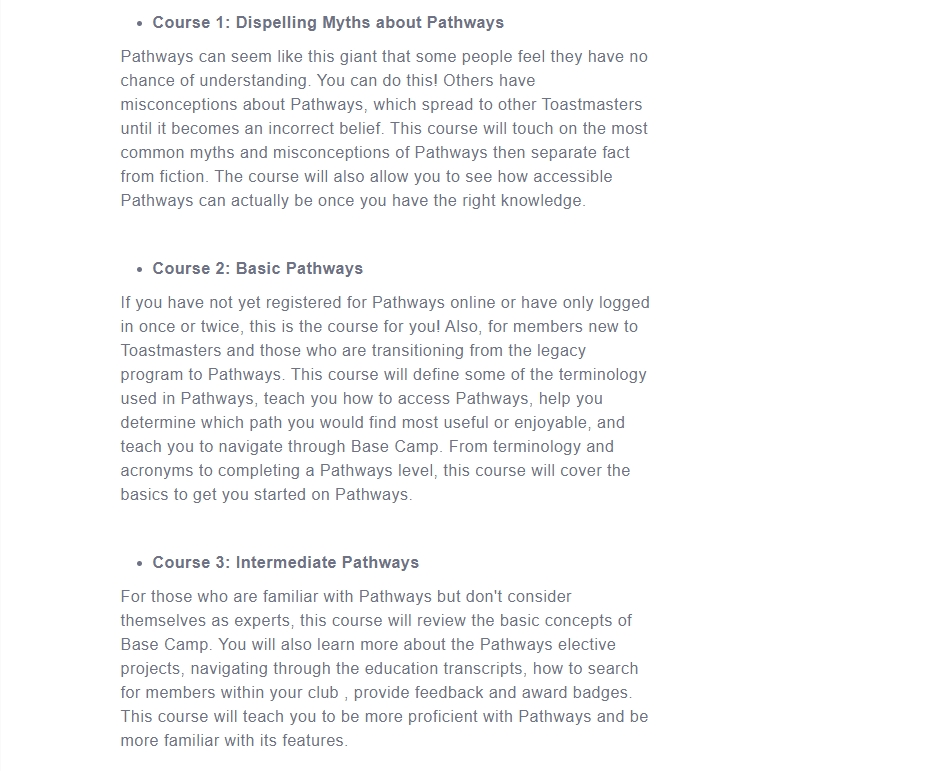 • Course 1: Dispelling Myths about Pathways
Pathways can seem like this giant that some people feel they have no
chance of understanding. You can do this! Others have
misconceptions about Pathways, which spread to other Toastmasters
until it becomes an incorrect belief. This course will touch on the most
common myths and misconceptions of Pathways then separate fact
from fiction. The course will also allow you to see how accessible
Pathways can actually be once you have the right knowledge.
• Course 2: Basic Pathways
If you have not yet registered for Pathways online or have only logged
in once or twice, this is the course for you! Also, for members new to
Toastmasters and those who are transitioning from the legacy
program to Pathways. This course will define some of the terminology
used in Pathways, teach you how to access Pathways, help you
determine which path you would find most useful or enjoyable, and
teach you to navigate through Base Camp. From terminology and
acronyms to completing a Pathways level, this course will cover the
basics to get you started on Pathways.
• Course 3: Intermediate Pathways
For those who are familiar with Pathways but don't consider
themselves as experts, this course will review the basic concepts of
Base Camp. You will also learn more about the Pathways elective
projects, navigating through the education transcripts, how to search
for members within your club , provide feedback and award badges.
This course will teach you to be more proficient with Pathways and be
more familiar with its features.